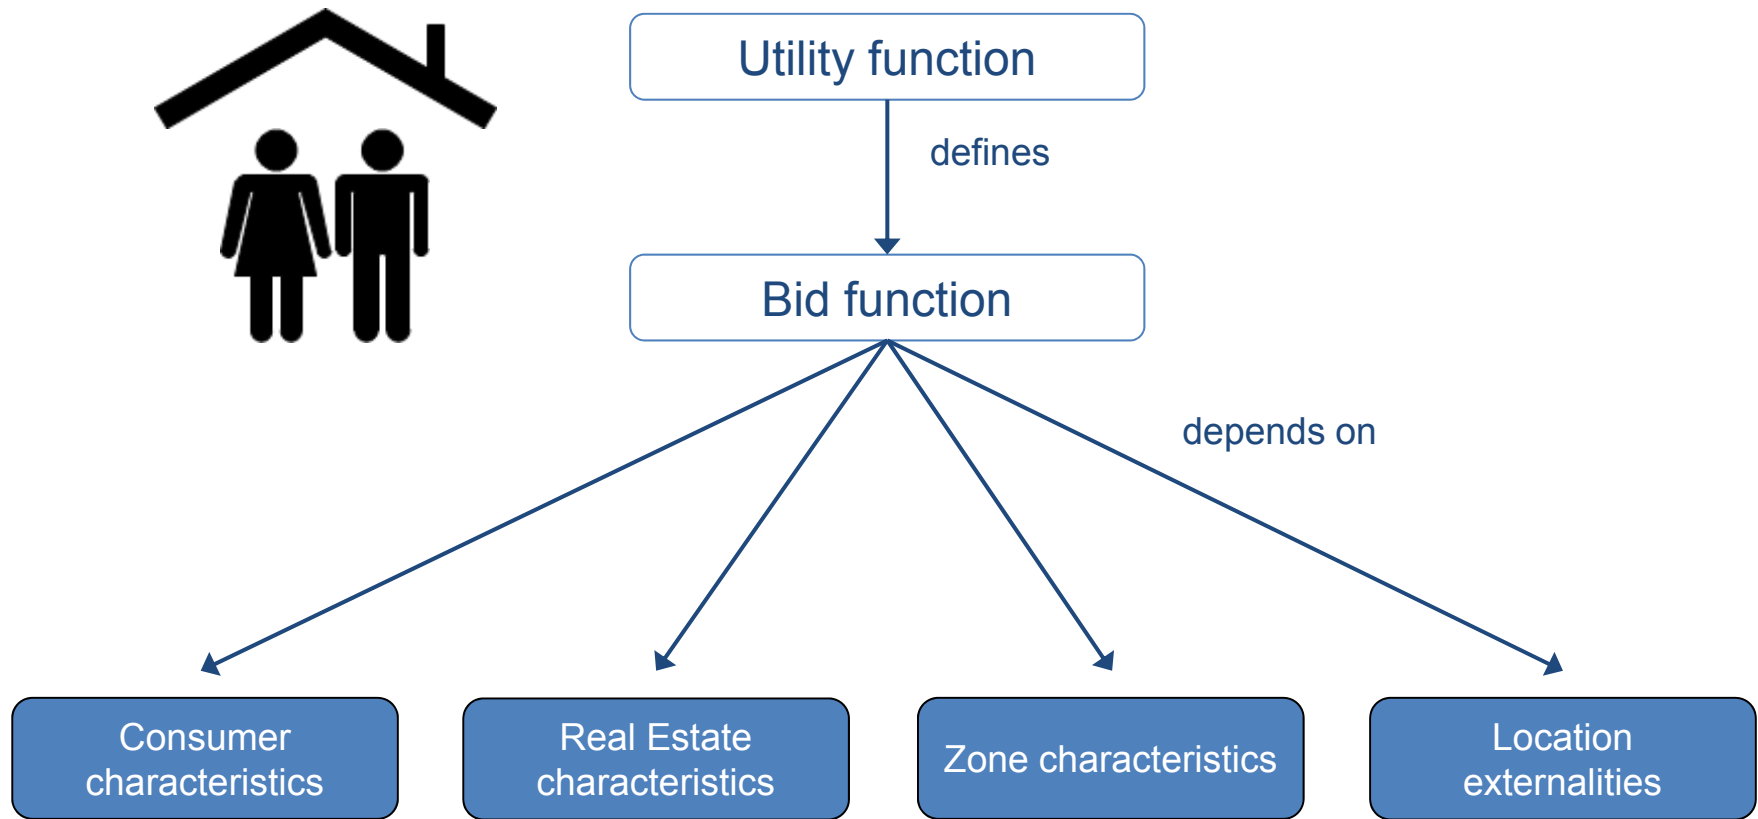 Utility function
defines
Bid function
depends on
Consumer
characteristics
Real Estate
characteristics
Zone characteristics
Location
externalities